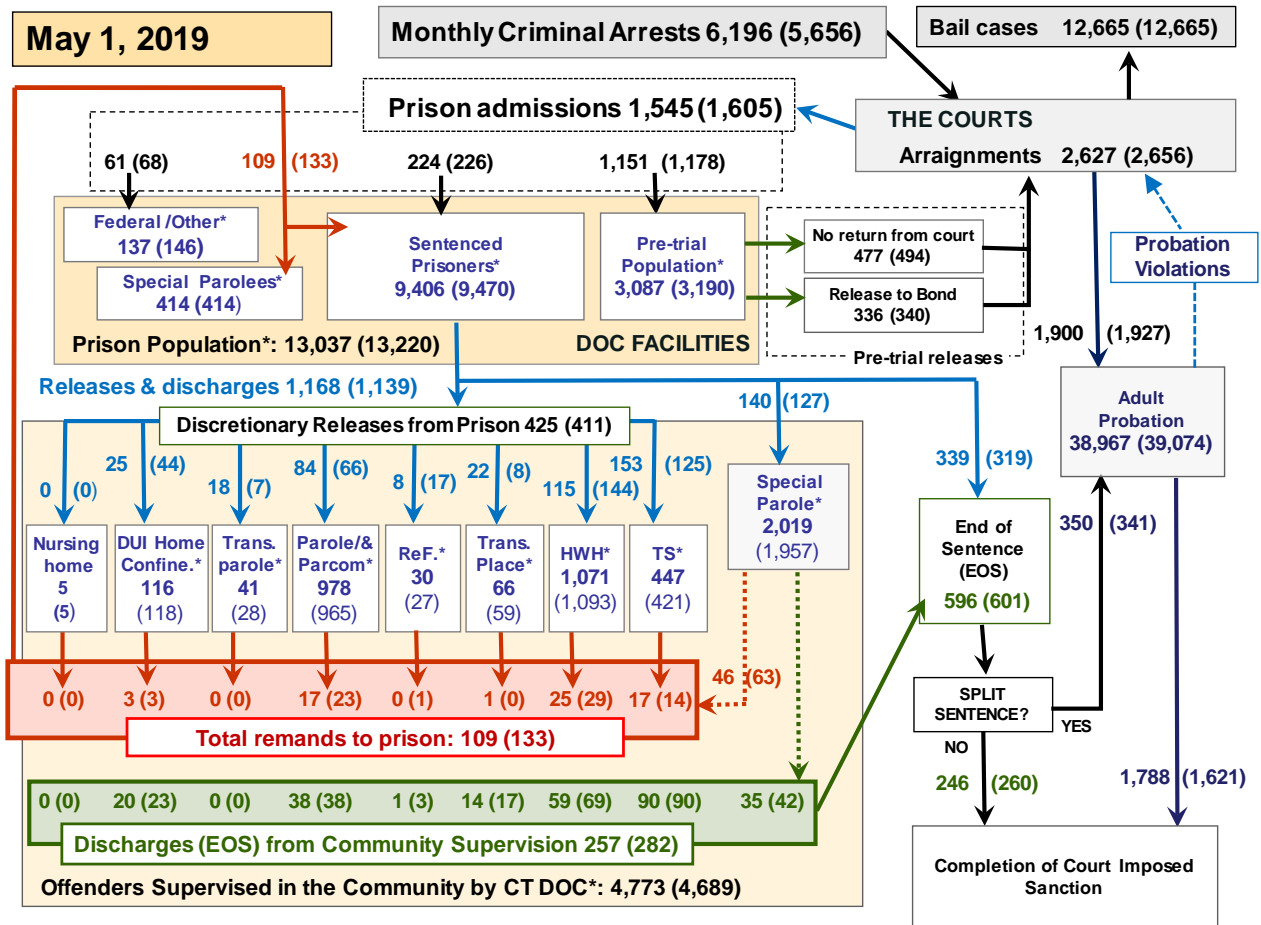 May 1, 2019
Monthly Criminal Arrests 6,196 (5,656)
Bail cases 12,665 (12,665)
Prison admissions 1,545 (1,605)
THE COURTS
Arraignments 2,627 (2,656)
61 (68)
109 (133)
224 (226)
1,151 (1,178)
Federal /Other*
137 (146)
Special Parolees*
414 (414)
Sentenced
Prisoners*
9,406 (9,470)
Pre-trial
Population*
3,087 (3,190)
No return from court
477 (494)
Release to Bond
336 (340)
Pre-trial releases
Probation
Violations
Prison Population*: 13,037 (13,220)
DOC FACILITIES
1,900 (1,927)
Releases & discharges 1,168 (1,139)
140 (127)
Adult
Probation
38,967 (39,074)
Discretionary Releases from Prison 425 (411)
0 (0)
25 (44)
18 (7)
84 (66)
8 (17)
22 (8)
115 (144)
153 (125)
339 (319)
350 (341)
Nursing
home
5
(5)
DUI Home
Confine.*
116
(118)
Trans.
parole*
41
(28)
Parole/&
Parcom*
978
(965)
ReF.*
30
(27)
Trans.
Place*
66
(59)
HWH*
1,071
(1,093)
TS*
447
(421)
Special
Parole*
2,019
(1,957)
End of
Sentence
(EOS)
596 (601)
0 (0) 3 (3) 0 (0) 17 (23) 0 (1) 1 (0) 25 (29) 17 (14)
46 (63)
Total remands to prison: 109 (133)
SPLIT
SENTENCE?
YES
NO
246 (260)
1,788 (1,621)
0 (0) 20 (23) 0 (0) 38 (38) 1 (3) 14 (17) 59 (69) 90 (90) 35 (42)
Discharges (EOS) from Community Supervision 257 (282)
Offenders Supervised in the Community by CT DOC*: 4,773 (4,689)
Completion of Court Imposed
Sanction